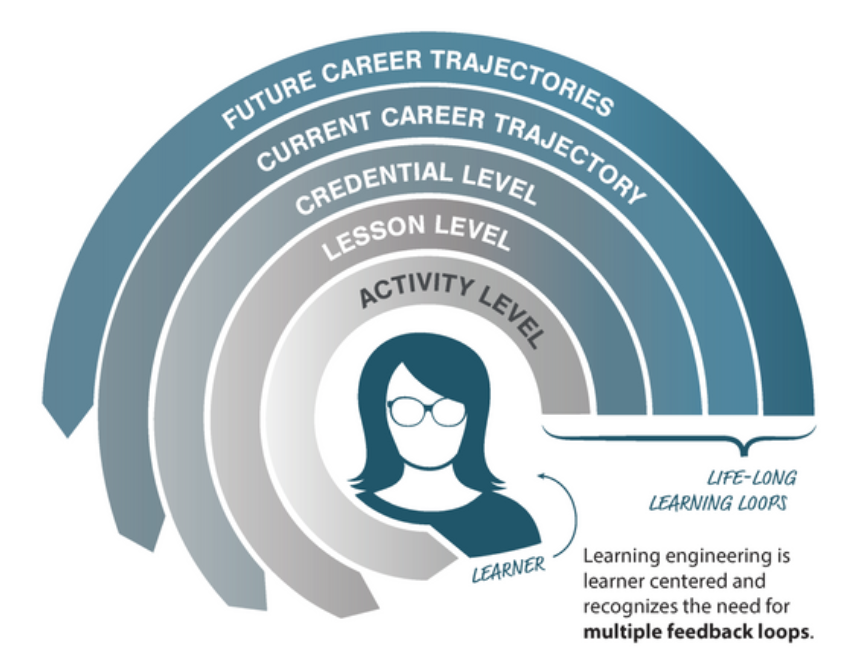 FUTURE CAREER TRAJECTORIES
CURRENT CAREER TRAJECTORY
CREDENTIAL LEVEL
LESSON LEVEL
ACTIVITY LEVEL
LIFE-LONG
LEARNING LOOPS
LEARNER
Learning engineering is
learner centered and
recognizes the need for
multiple feedback loops.